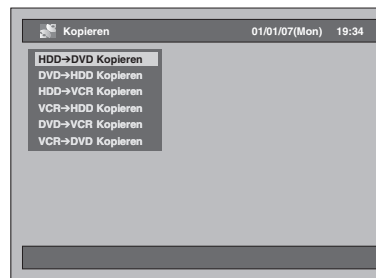 Kopieren 01/01/07(Mon) 19:34
HDD→DVD Kopieren
DVD→HDD Kopieren
HDD→VCR Kopieren
VCR→HDD Kopieren
DVD→VCR Kopieren
VCR→DVD Kopieren